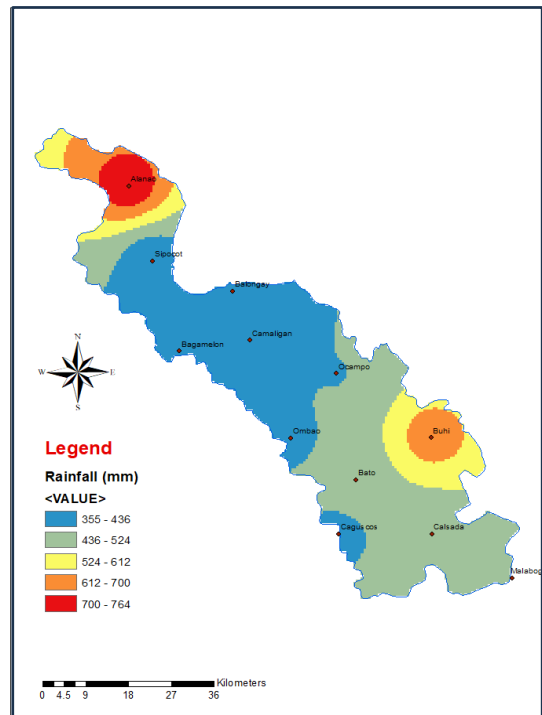 Alanao
Sipocot
Balongay
Camaligan
Bagamelon
Ocampo
Ombao
Buhi
Bato
Caguscos
Calsada
Malabog
N
W E
S
Legend
Rainfall (mm)
<VALUE>
355 - 436
436 - 524
524 - 612
612 - 700
700 - 764
Kilometers
0 4.5 9 18 27 36